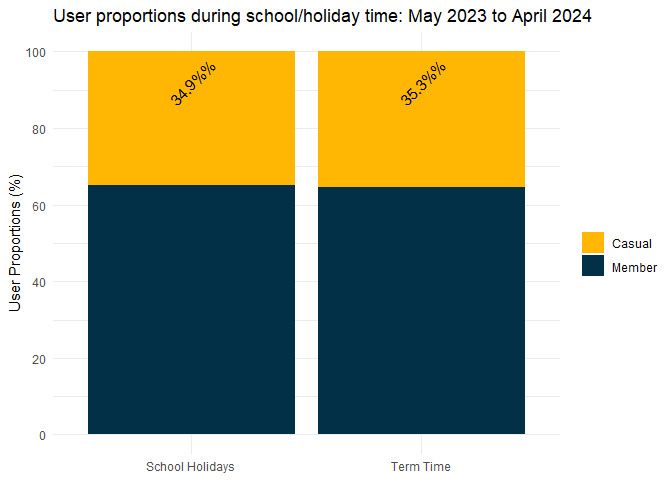 User proportions during school/holiday time: May 2023 to April 2024
User Proportions (%)
100
80
60
40
20
0
34.9%%
35.3%%
School Holidays
Term Time
Casual
Member